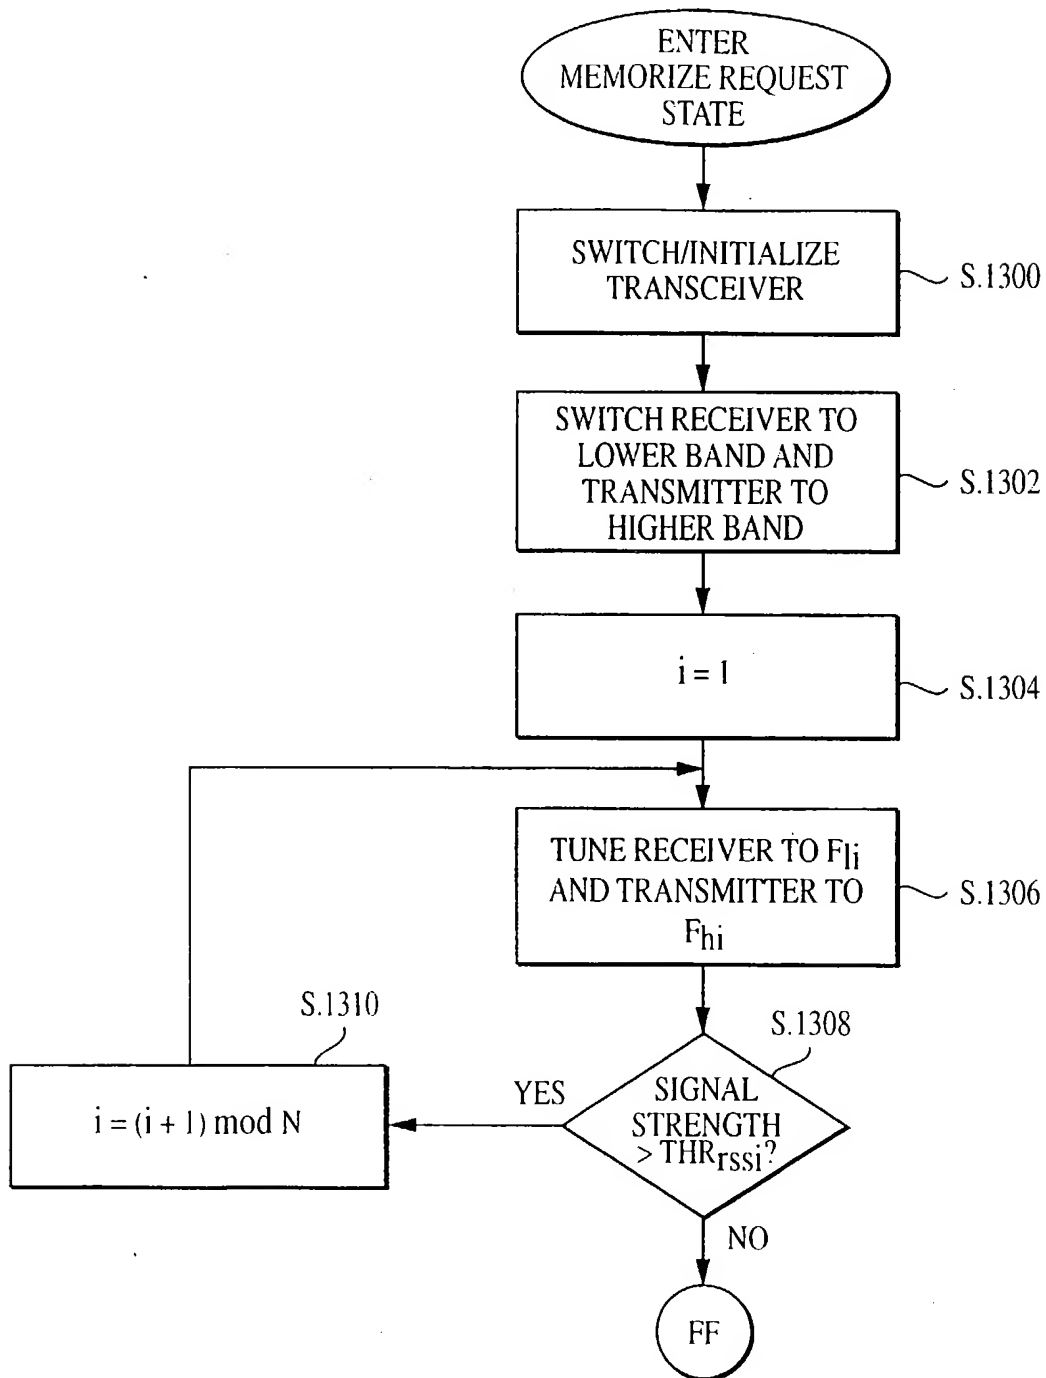 ENTER
MEMORIZE REQUEST
STATE
SWITCH/INITIALIZE
TRANSCEIVER
S.1300
SWITCH RECEIVER TO
LOWER BAND AND
TRANSMITTER TO
HIGHER BAND
S.1302
i = 1
S.1304
TUNE RECEIVER TO Fli
AND TRANSMITTER TO
Fhi
S.1306
S.1308
SIGNAL
STRENGTH
> THRrssi?
YES
S.1310
i = (i + 1) mod N
NO
FF